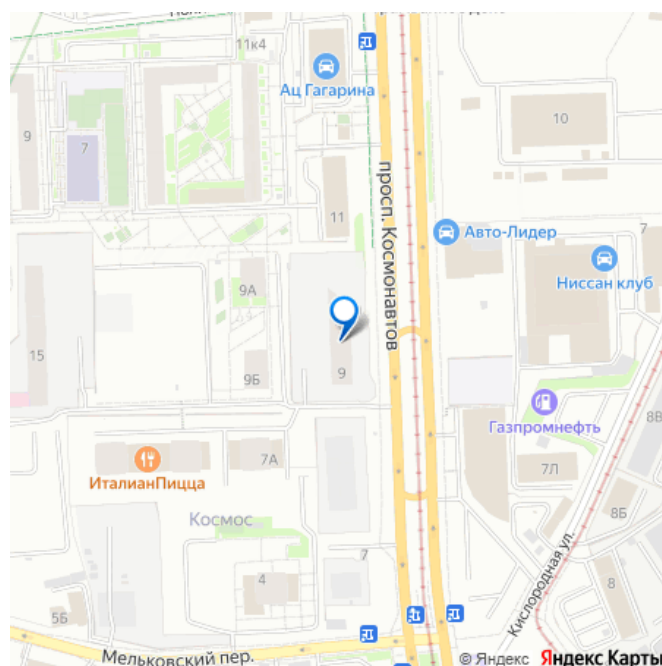 11к4
Ац Гагарина
9
7
10
просп. Космонавтов
11
Авто-Лидер
7
Ниссан клуб
9А
15
9Б
9
Газпромнефть
8В
ИталианПицца
7А
7Л
Космос
8Б
7
4
Кислородная ул.
8
5Б
Мельковский пер.
© Яндекс Яндекс Карты